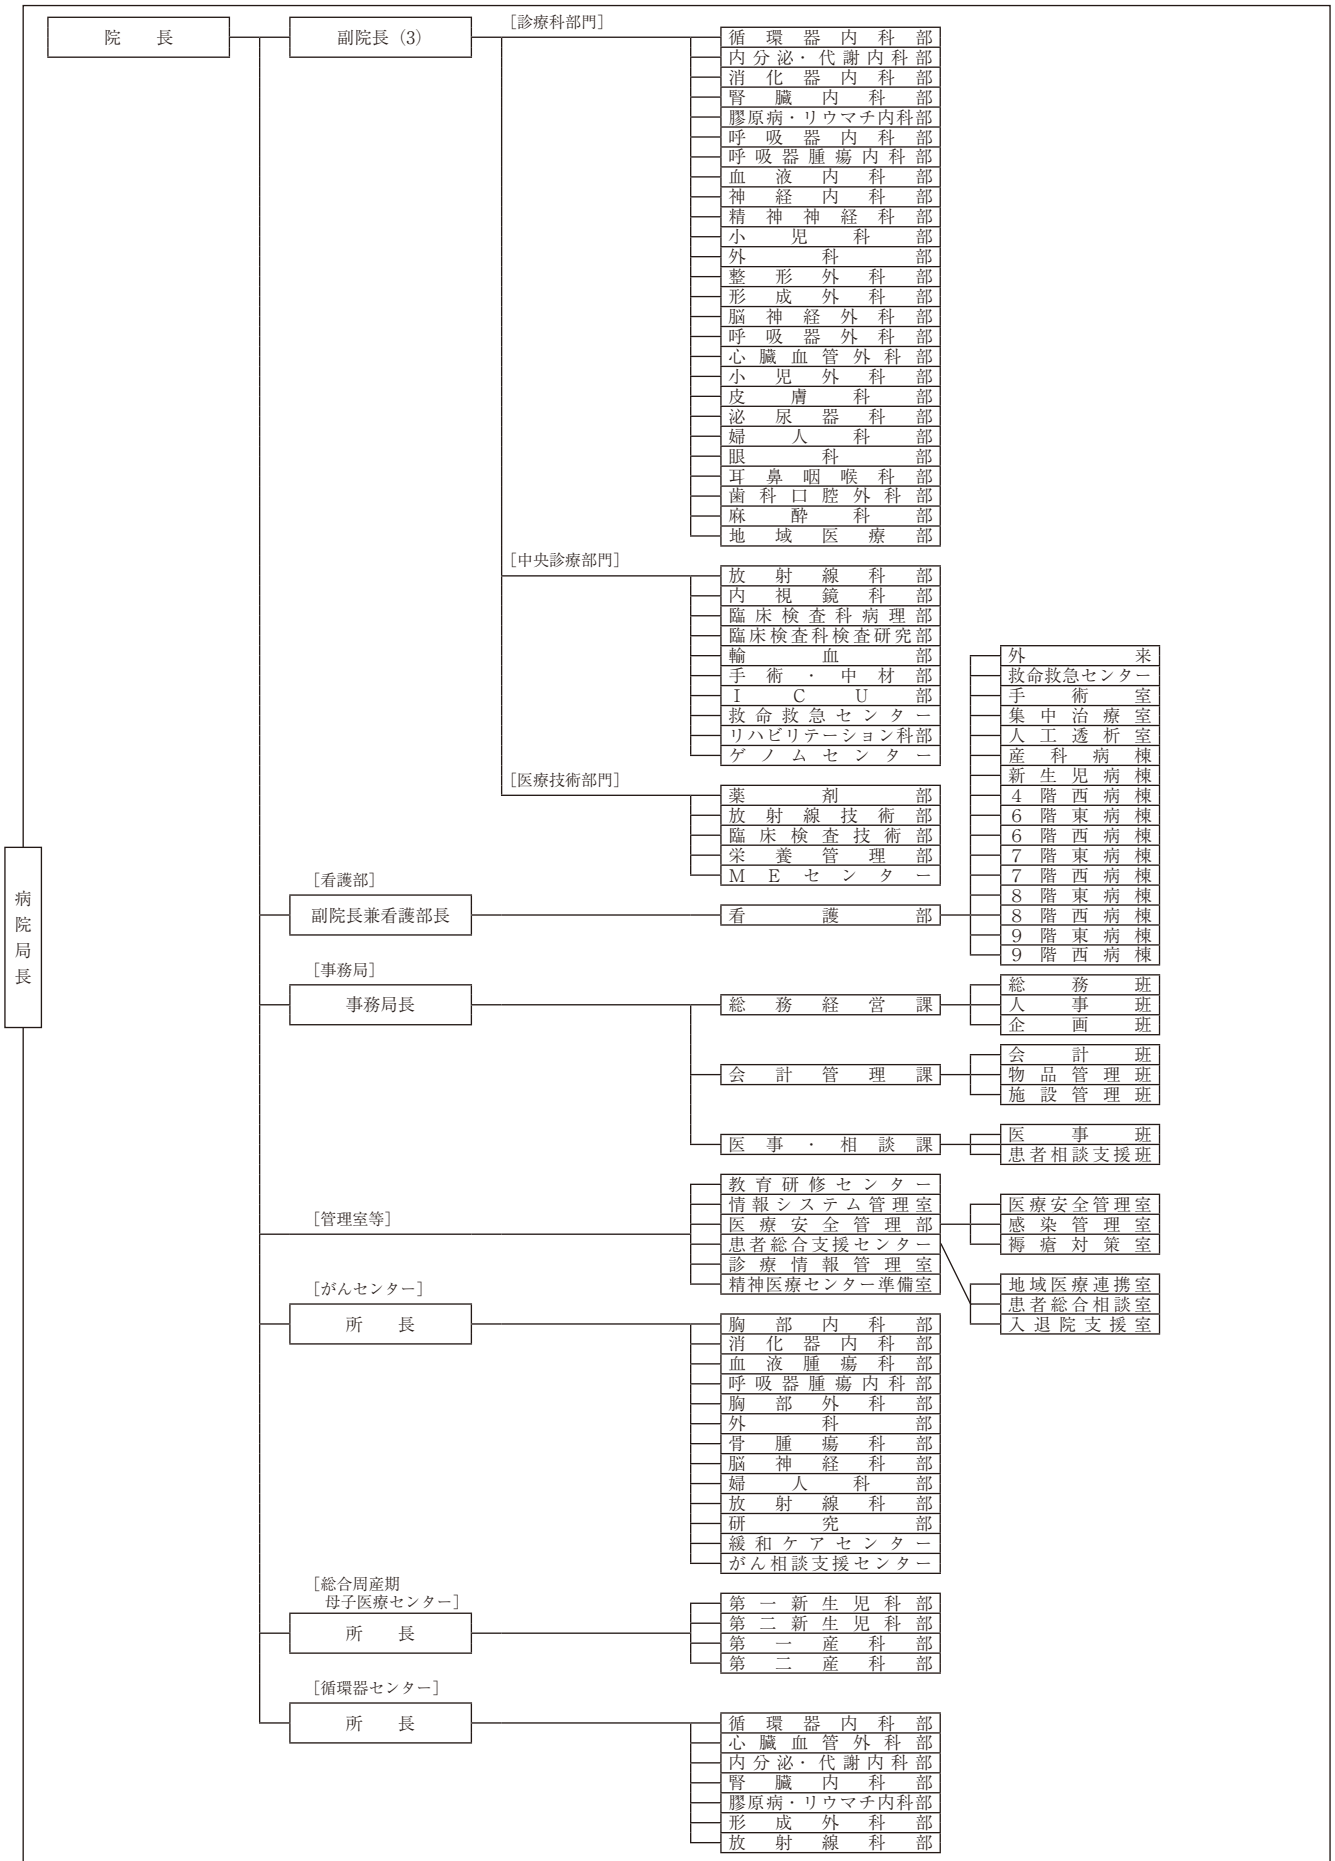 病院局長
院長
副院長（3）
［診療科部門］
循環器内科部
内分泌・代謝内科部
消化器内科部
腎臓内科部
膠原病・リウマチ内科部
呼吸器内科部
呼吸器腫瘍内科部
血液内科部
神経内科部
精神神経科部
小児科部
外科部
整形外科部
形成外科部
脳神経外科部
呼吸器外科部
心臓血管外科部
小児外科部
皮膚科部
泌尿器科部
婦人科部
眼科部
耳鼻咽喉科部
歯科口腔外科部
麻酔科部
地域医療部
［中央診療部門］
放射線科部
内視鏡科部
臨床検査科病理部
臨床検査科検査研究部
輸血部
手術・中材部
ＩＣＵ部
救命救急センター
リハビリテーション科部
ゲノムセンター
［医療技術部門］
薬剤部
放射線技術部
臨床検査技術部
栄養管理部
ＭＥセンター
［看護部］
副院長兼看護部長
看護部
外来
救命救急センター
手術室
集中治療室
人工透析室
産科病棟
新生児病棟
４階西病棟
６階東病棟
６階西病棟
７階東病棟
７階西病棟
８階東病棟
８階西病棟
９階東病棟
９階西病棟
［事務局］
事務局長
総務経営課
総務班
人事班
企画班
会計管理課
会計班
物品管理班
施設管理班
医事・相談課
医事班
患者相談支援班
［管理室等］
教育研修センター
情報システム管理室
医療安全管理部
患者総合支援センター
診療情報管理室
精神医療センター準備室
医療安全管理室
感染管理室
褥瘡対策室
地域医療連携室
患者総合相談室
入退院支援室
［がんセンター］
所長
胸部内科部
消化器内科部
血液腫瘍科部
呼吸器腫瘍内科部
胸部外科部
外科部
骨腫瘍科部
脳神経科部
婦人科部
放射線科部
研究部
緩和ケアセンター
がん相談支援センター
［総合周産期
母子医療センター］
所長
第一新生児科部
第二新生児科部
第一産科部
第二産科部
［循環器センター］
所長
循環器内科部
心臓血管外科部
内分泌・代謝内科部
腎臓内科部
膠原病・リウマチ内科部
形成外科部
放射線科部